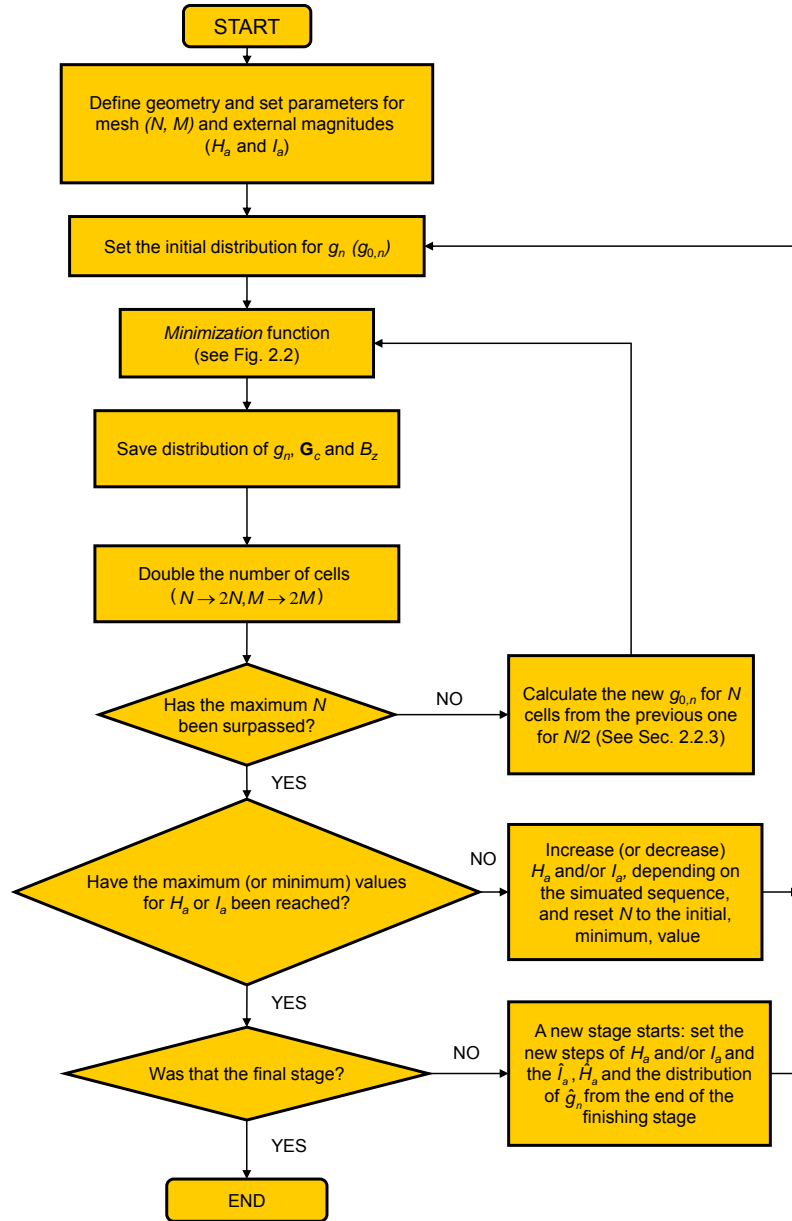 START
Define geometry and set parameters for
mesh (N, M) and external magnitudes
(Hₐ and Iₐ)
Set the initial distribution for gₙ (g₀,ₙ)
Minimization function
(see Fig. 2.2)
Save distribution of gₙ, G_c and B_z
Double the number of cells
(N → 2N, M → 2M)
Has the maximum N
been surpassed?
NO
Calculate the new g₀,ₙ for N
cells from the previous one
for N/2 (See Sec. 2.2.3)
YES
Have the maximum (or minimum) values
for Hₐ or Iₐ been reached?
NO
Increase (or decrease)
Hₐ and/or Iₐ, depending on
the simuated sequence,
and reset N to the initial,
minimum, value
YES
Was that the final stage?
NO
A new stage starts: set the
new steps of Hₐ and/or Iₐ and
the Îₐ, Ĥₐ and the distribution
of ĝₙ from the end of the
finishing stage
YES
END